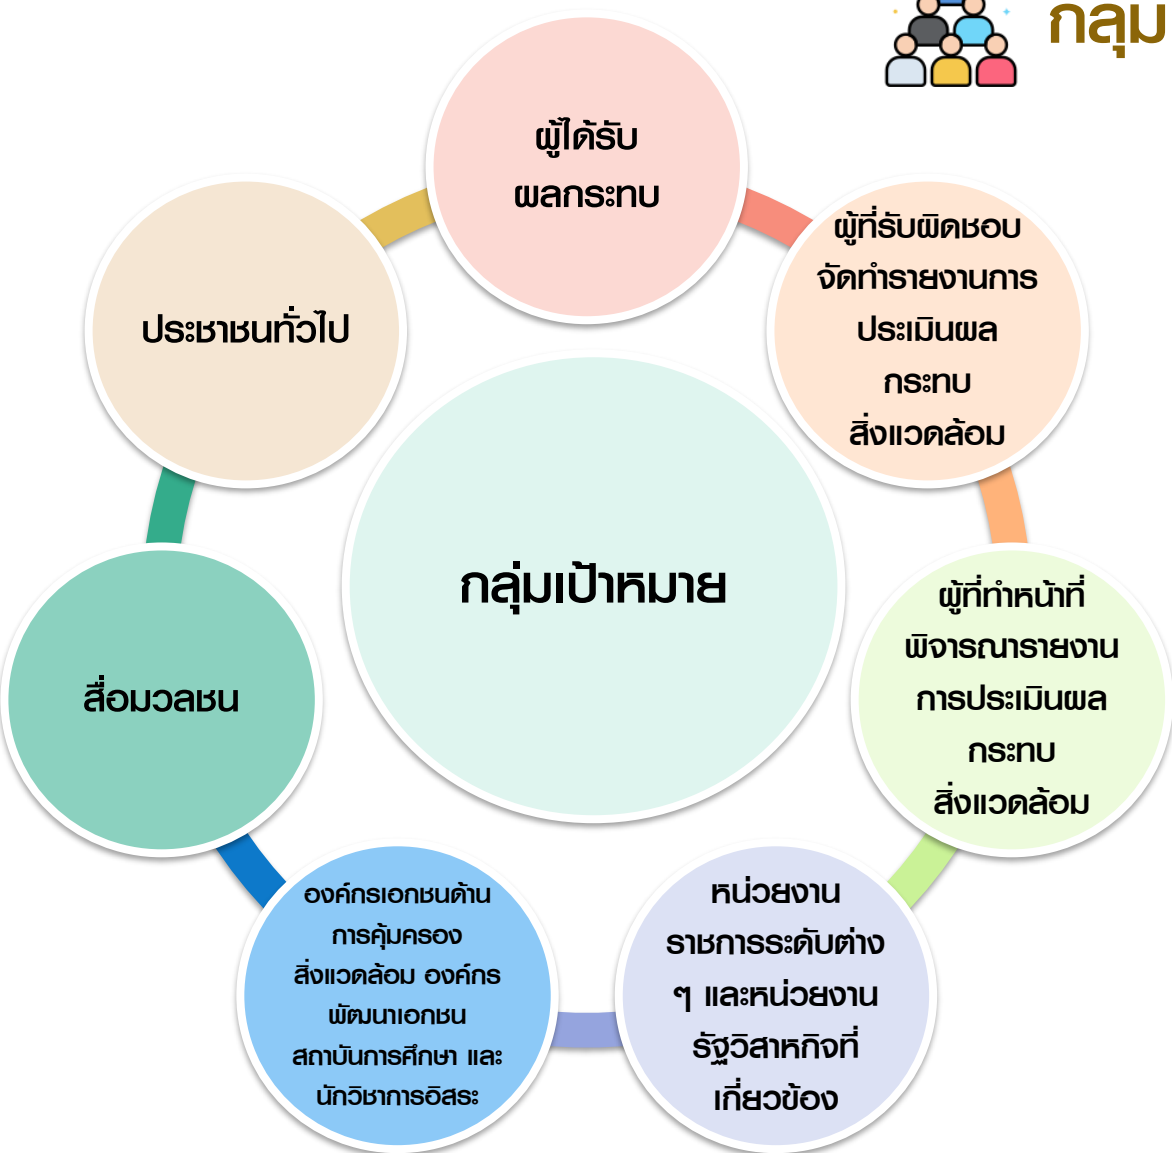 กลุ่ม
ผู้ได้รับ
ผลกระทบ
ผู้ที่รับผิดชอบ
จัดทำรายงานการ
ประเมินผล
กระทบ
สิ่งแวดล้อม
ผู้ที่ทำหน้าที่
พิจารณารายงาน
การประเมินผล
กระทบ
สิ่งแวดล้อม
หน่วยงาน
ราชการระดับต่าง
ๆ และหน่วยงาน
รัฐวิสาหกิจที่
เกี่ยวข้อง
องค์กรเอกชนด้าน
การคุ้มครอง
สิ่งแวดล้อม องค์กร
พัฒนาเอกชน
สถาบันการศึกษา และ
นักวิชาการอิสระ
สื่อมวลชน
ประชาชนทั่วไป
กลุ่มเป้าหมาย